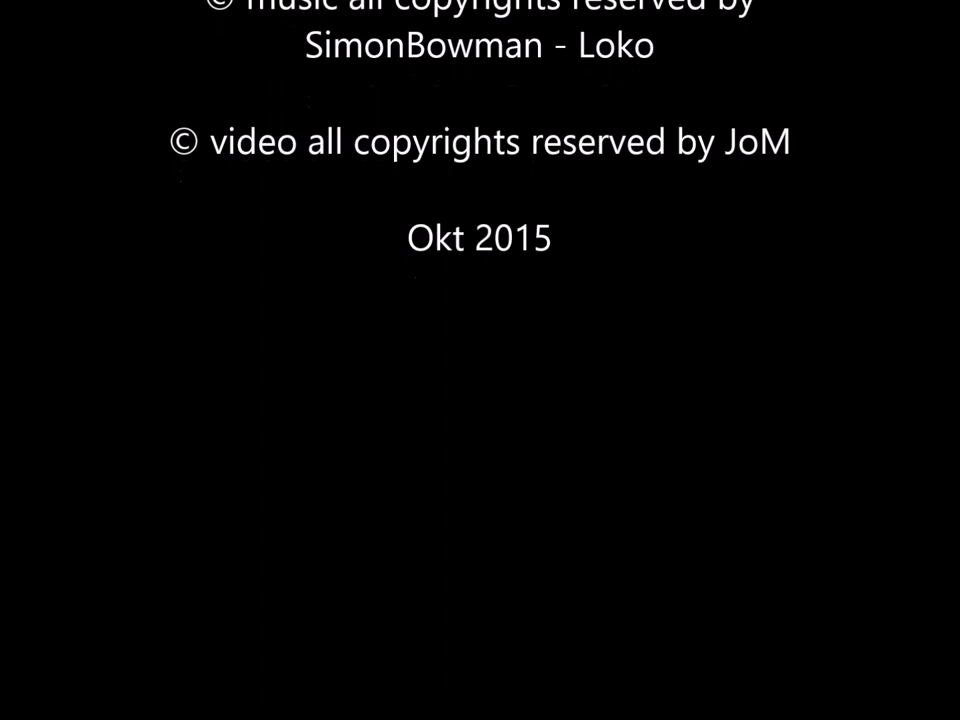 © music all copyrights reserved by
SimonBowman - Loko
© video all copyrights reserved by JoM
Okt 2015